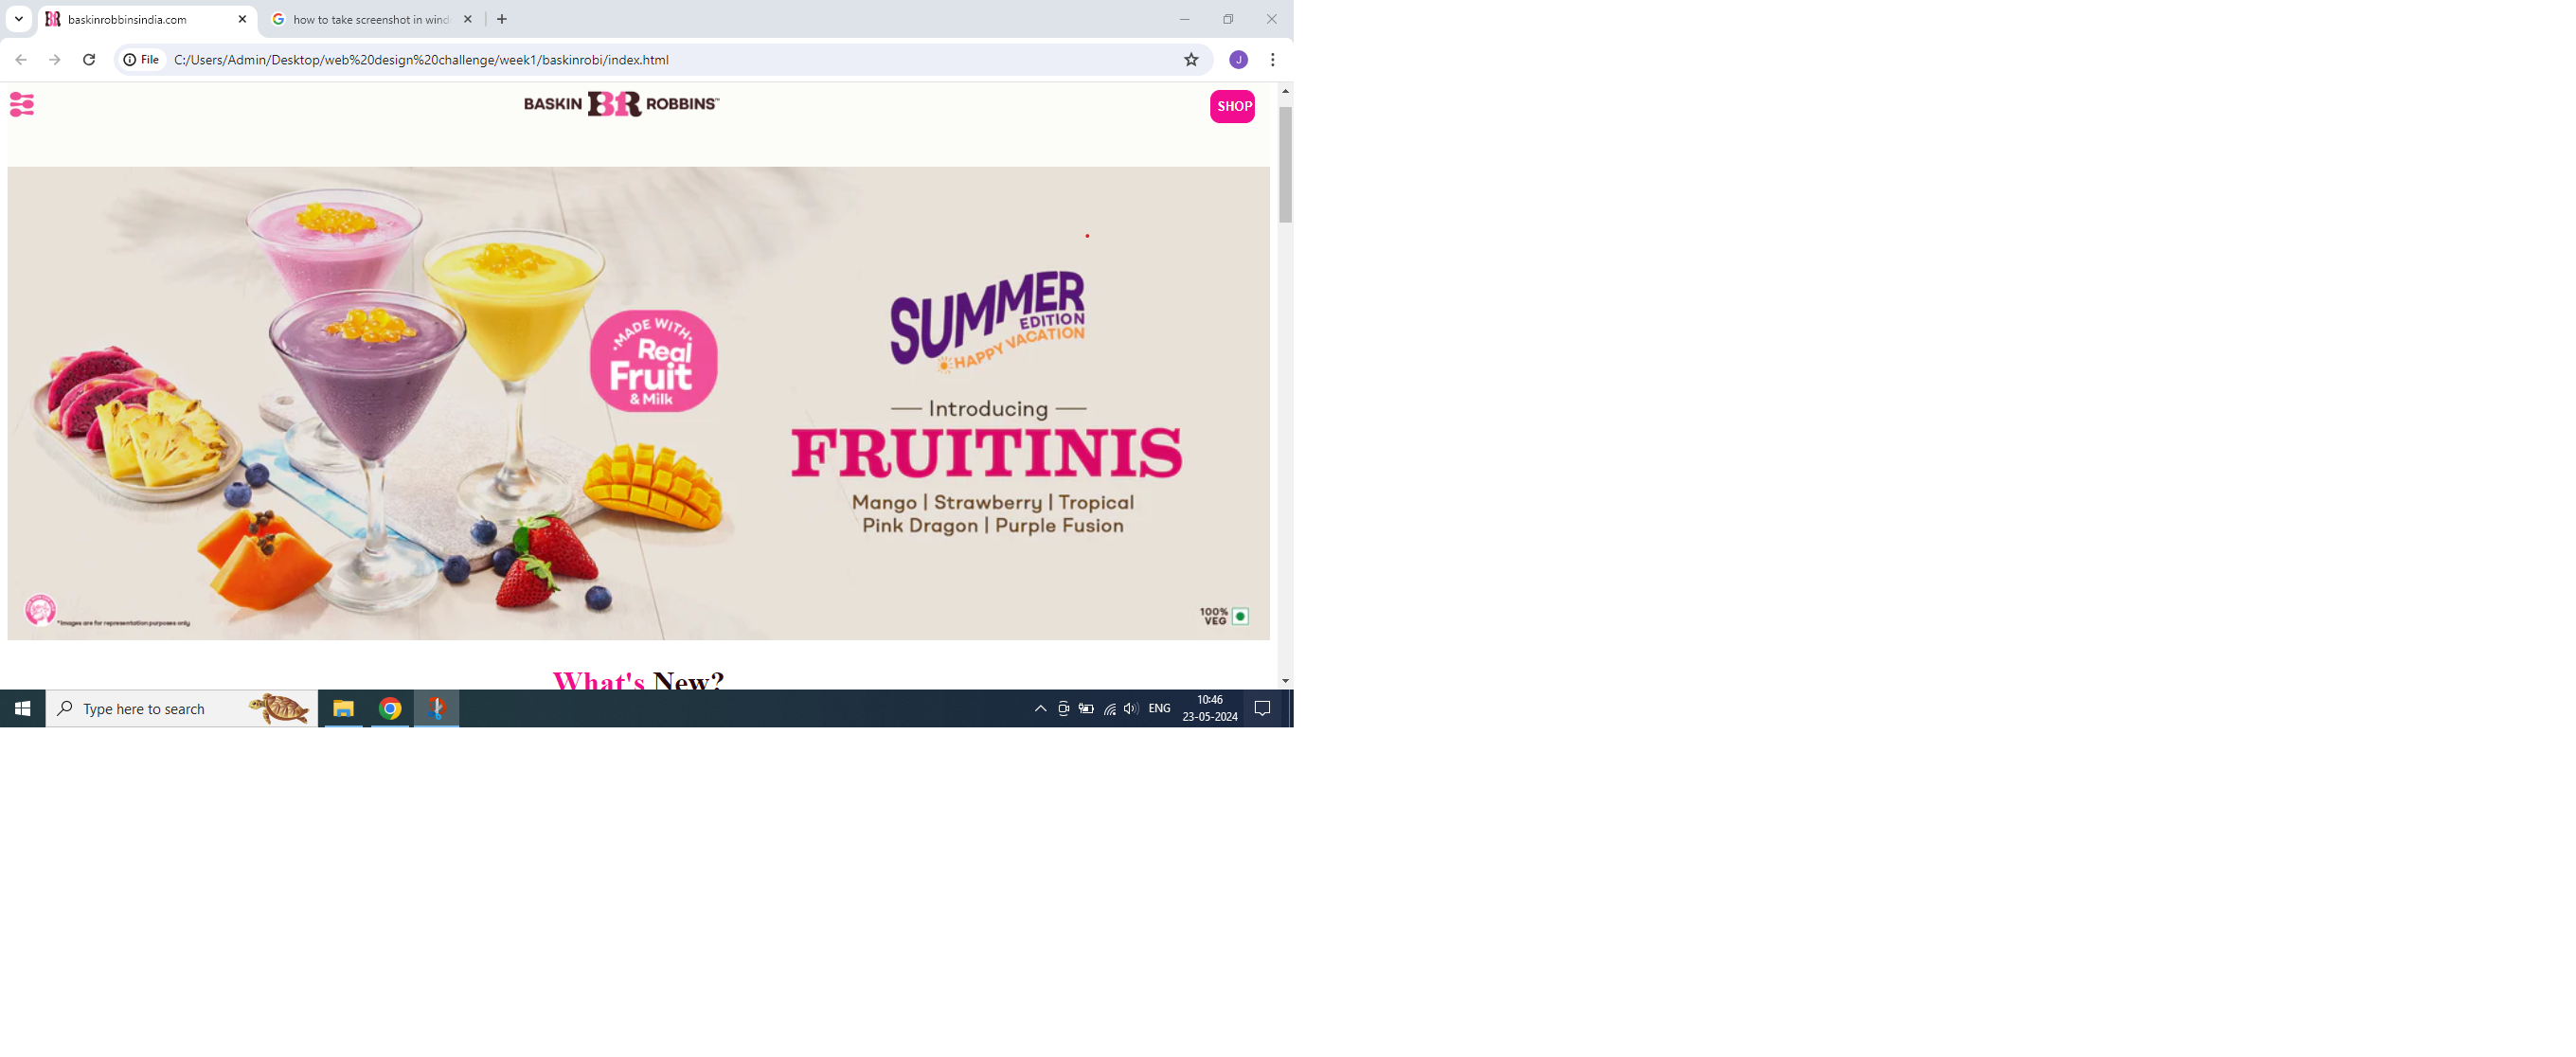 baskinrobbinsindia.com
how to take screenshot in wind
File
C:/Users/Admin/Desktop/web%20design%20challenge/week1/baskinrobi/index.html
J
BASKIN BR ROBBINS™
SHOP
SUMMER
EDITION
HAPPY VACATION
MADE WITH
Real
Fruit
& Milk
Introducing
FRUITINIS
Mango | Strawberry | Tropical
Pink Dragon | Purple Fusion
*Images are for representation purposes only
100%
VEG
What's New?
Type here to search
ENG
10:46
23-05-2024